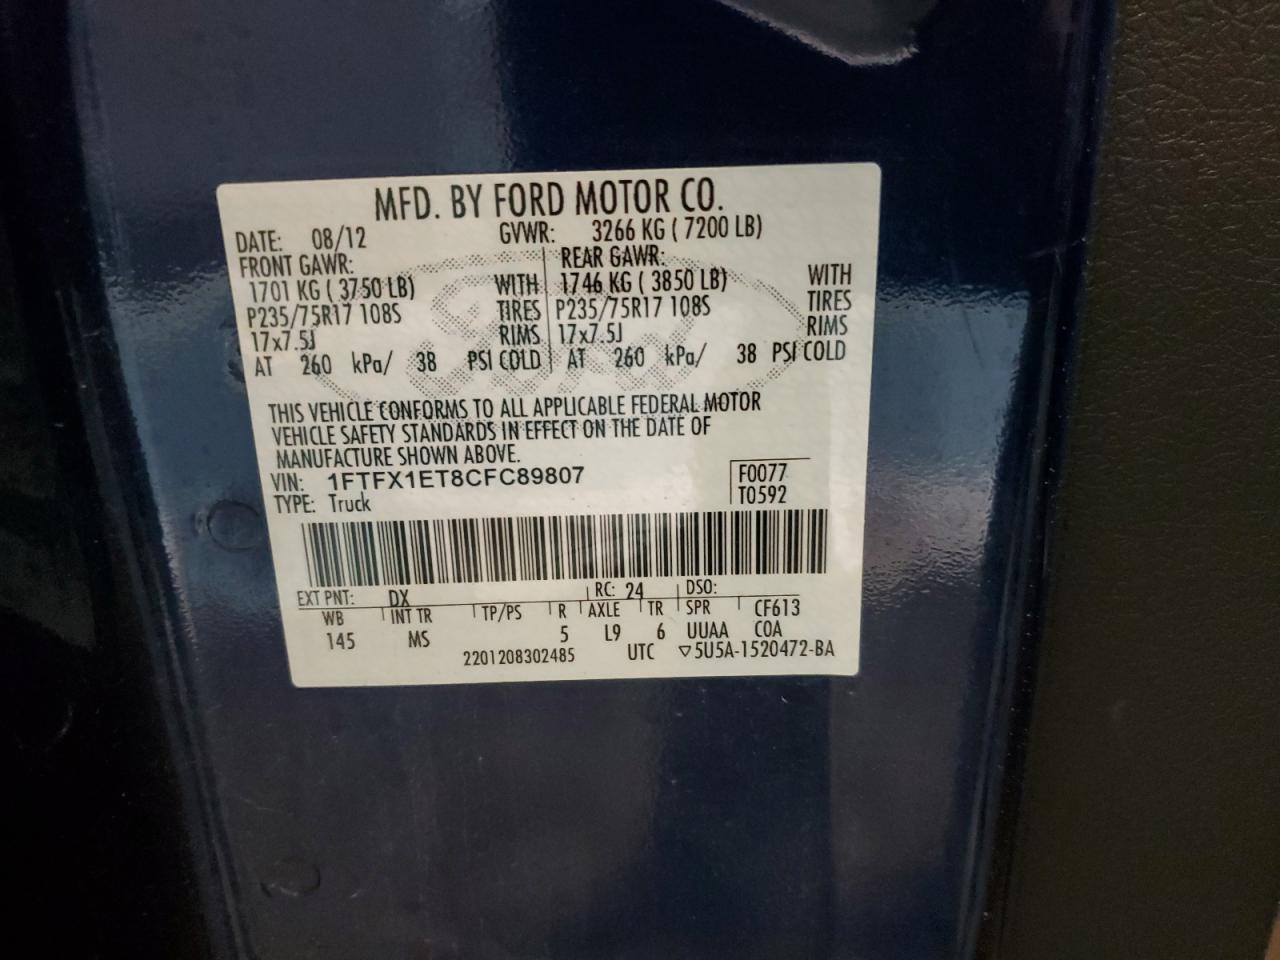 MFD. BY FORD MOTOR CO.
DATE: 08/12 GVWR: 3266 KG ( 7200 LB)
FRONT GAWR: REAR GAWR:
1701 KG ( 3750 LB) WITH 1746 KG ( 3850 LB) WITH
P235/75R17 108S TIRES P235/75R17 108S TIRES
17x7.5J RIMS 17x7.5J RIMS
AT 260 kPa/ 38 PSI COLD AT 260 kPa/ 38 PSI COLD
THIS VEHICLE CONFORMS TO ALL APPLICABLE FEDERAL MOTOR
VEHICLE SAFETY STANDARDS IN EFFECT ON THE DATE OF
MANUFACTURE SHOWN ABOVE.
VIN: 1FTFX1ET8CFC89807 F0077
TYPE: Truck T0592
EXT PNT: DX RC: 24 DSO:
WB INT TR TP/PS R AXLE TR SPR CF613
145 MS 5 L9 6 UUAA COA
2201208302485 UTC ▽5U5A-1520472-BA